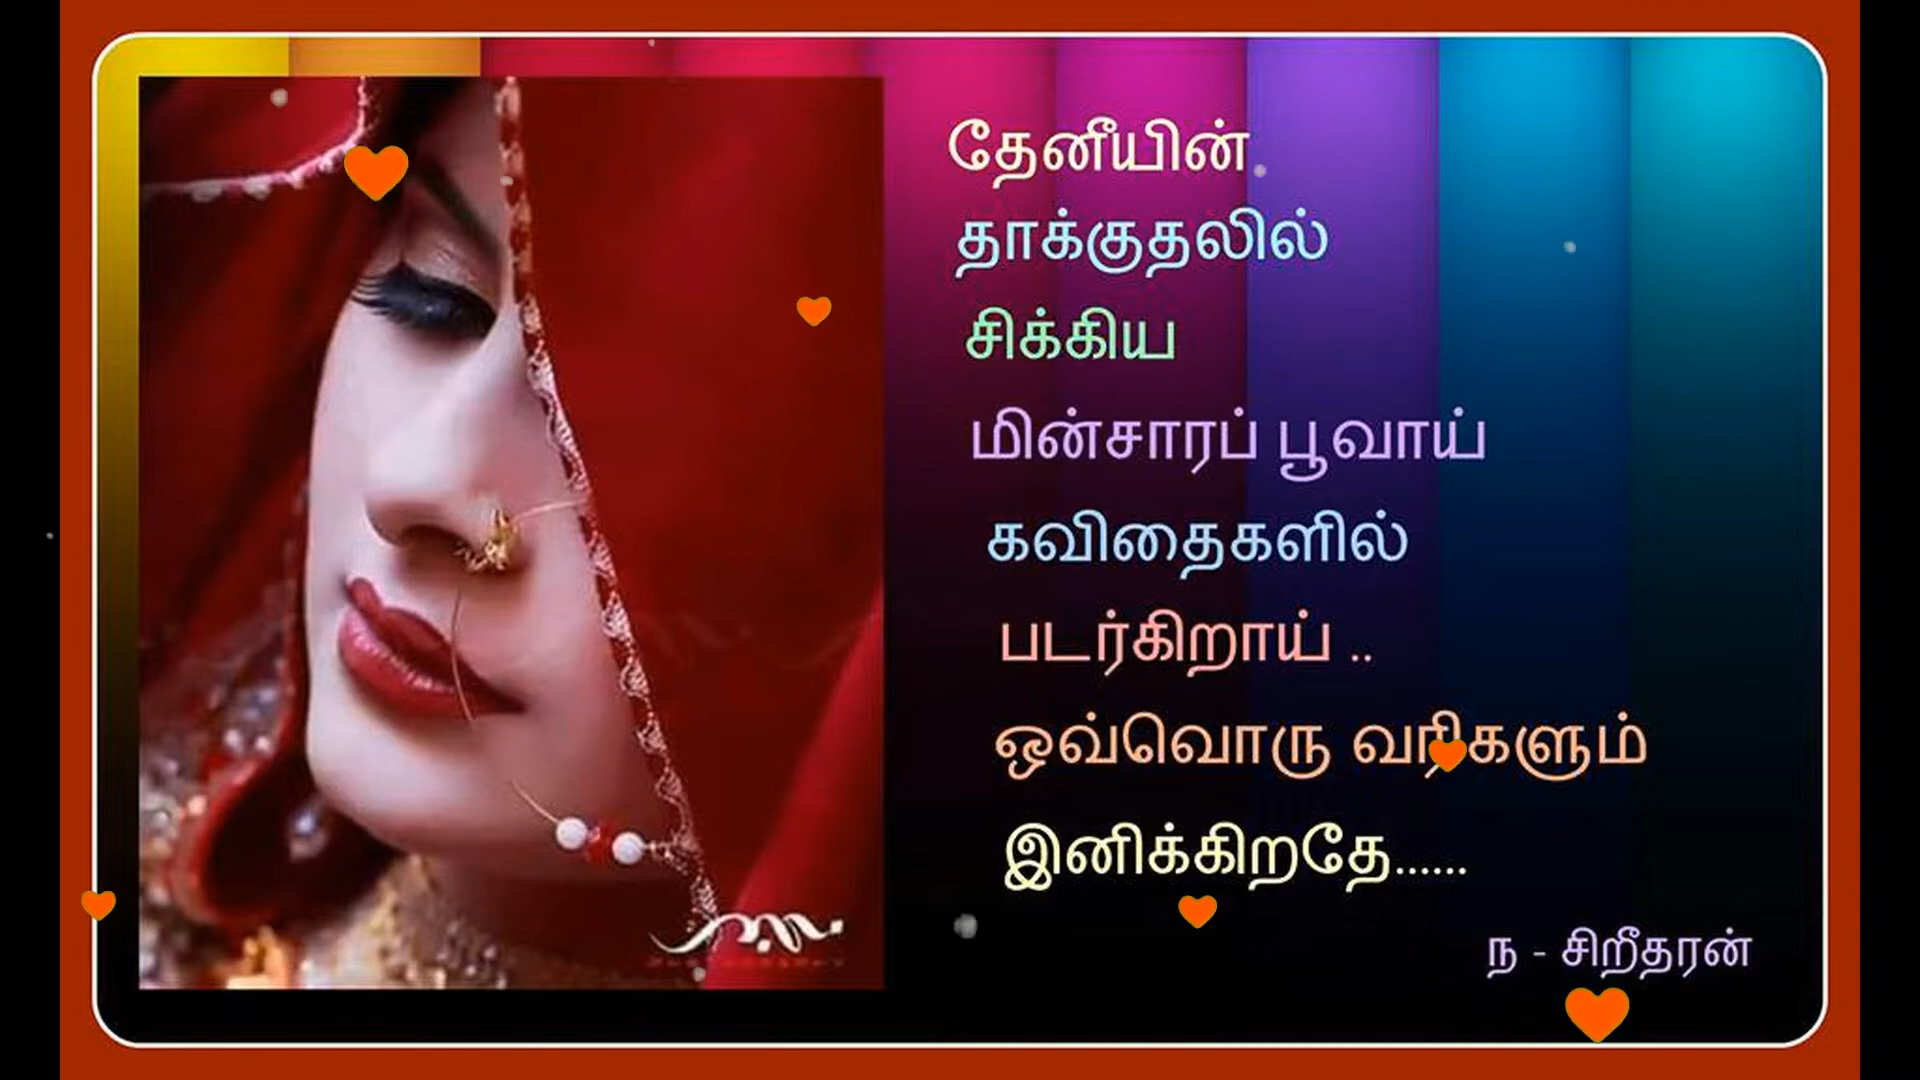 தேனீயின்
தாக்குதலில்
சிக்கிய
மின்சாரப் பூவாய்
கவிதைகளில்
படர்கிறாய் ..
ஒவ்வொரு வரிகளும்
இனிக்கிறதே......
ந - சிறீதரன்